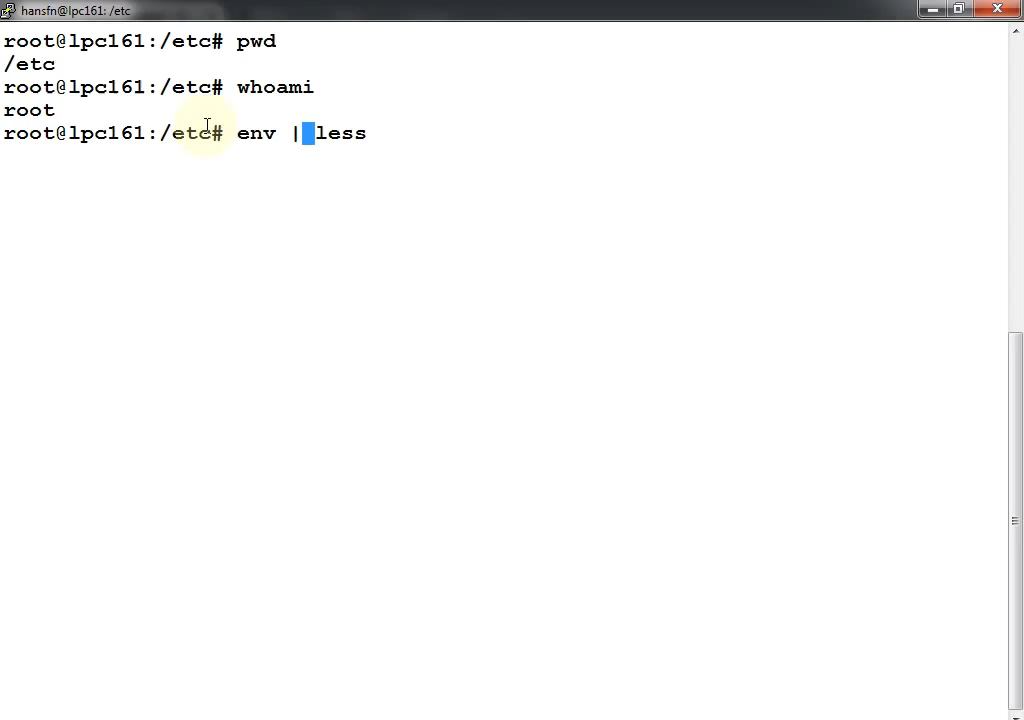 hansfn@lpc161: /etc
root@lpc161:/etc# pwd
/etc
root@lpc161:/etc# whoami
root
root@lpc161:/etc# env | less